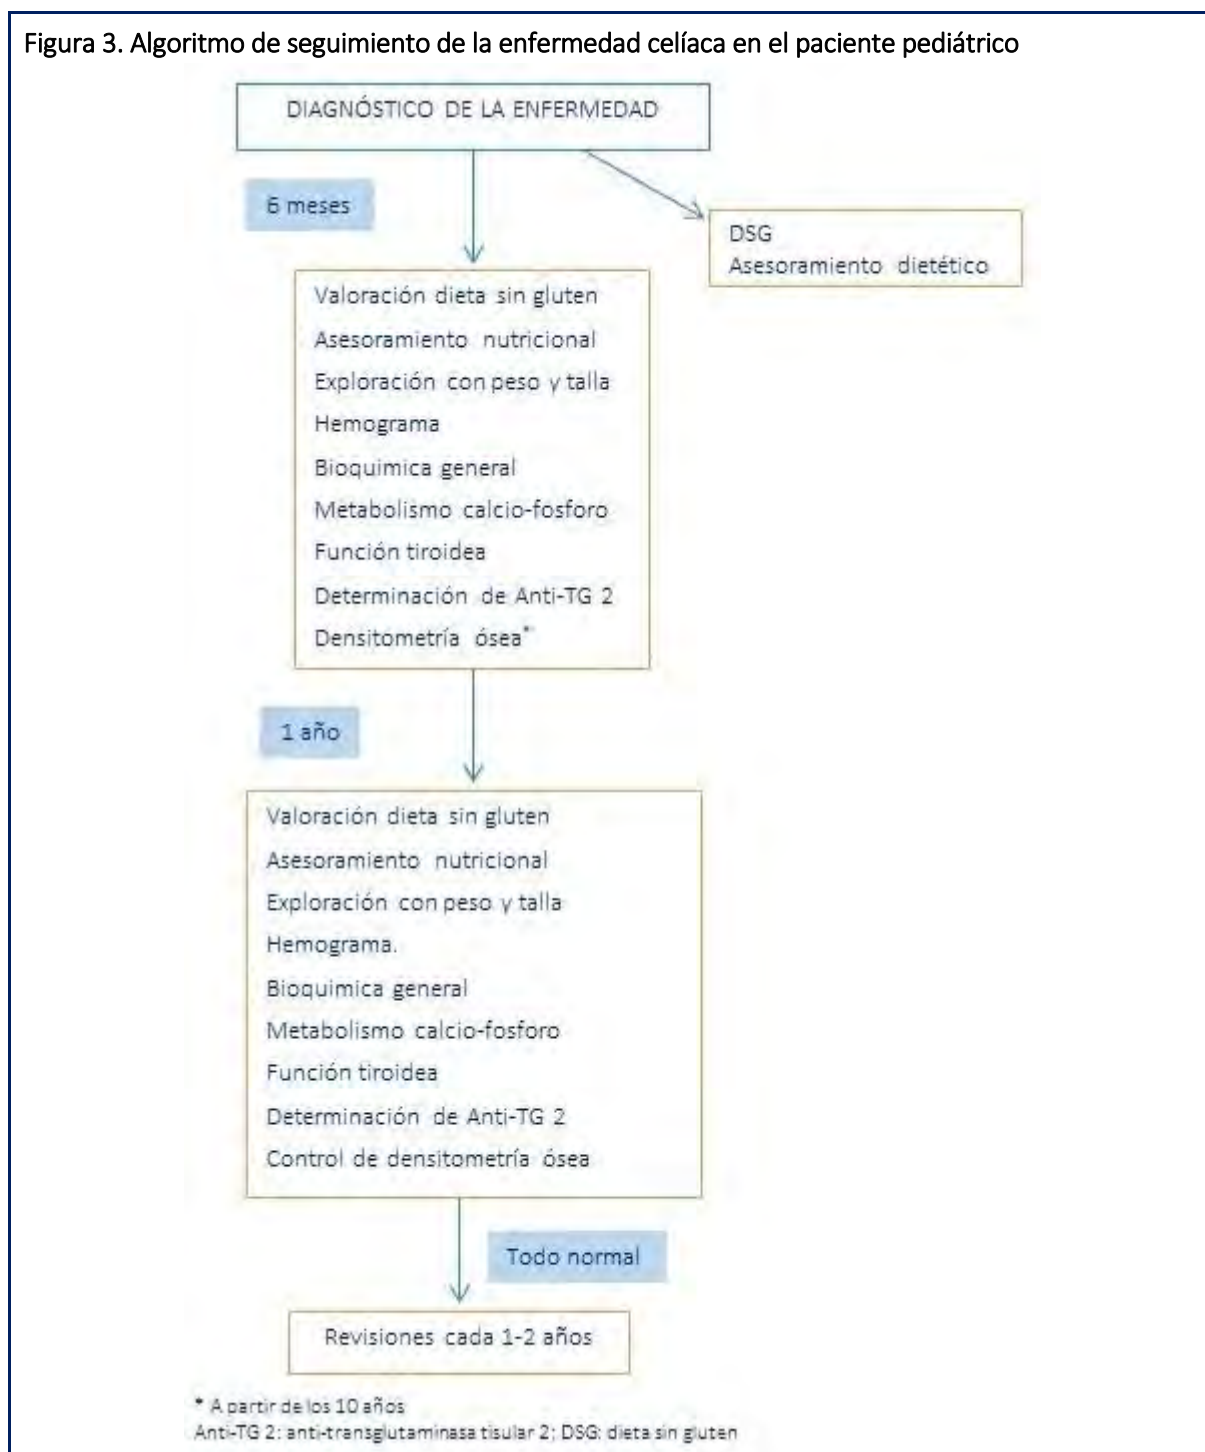 Figura 3. Algoritmo de seguimiento de la enfermedad celíaca en el paciente pediátrico
DIAGNÓSTICO DE LA ENFERMEDAD
6 meses
DSG
Asesoramiento dietético
Valoración dieta sin gluten
Asesoramiento nutricional
Exploración con peso y talla
Hemograma
Bioquimica general
Metabolismo calcio-fosforo
Función tiroidea
Determinación de Anti-TG 2
Densitometría ósea*
1 año
Valoración dieta sin gluten
Asesoramiento nutricional
Exploración con peso y talla
Hemograma.
Bioquimica general
Metabolismo calcio-fosforo
Función tiroidea
Determinación de Anti-TG 2
Control de densitometría ósea
Todo normal
Revisiones cada 1-2 años
* A partir de los 10 años
Anti-TG 2: anti-transglutaminasa tisular 2; DSG: dieta sin gluten